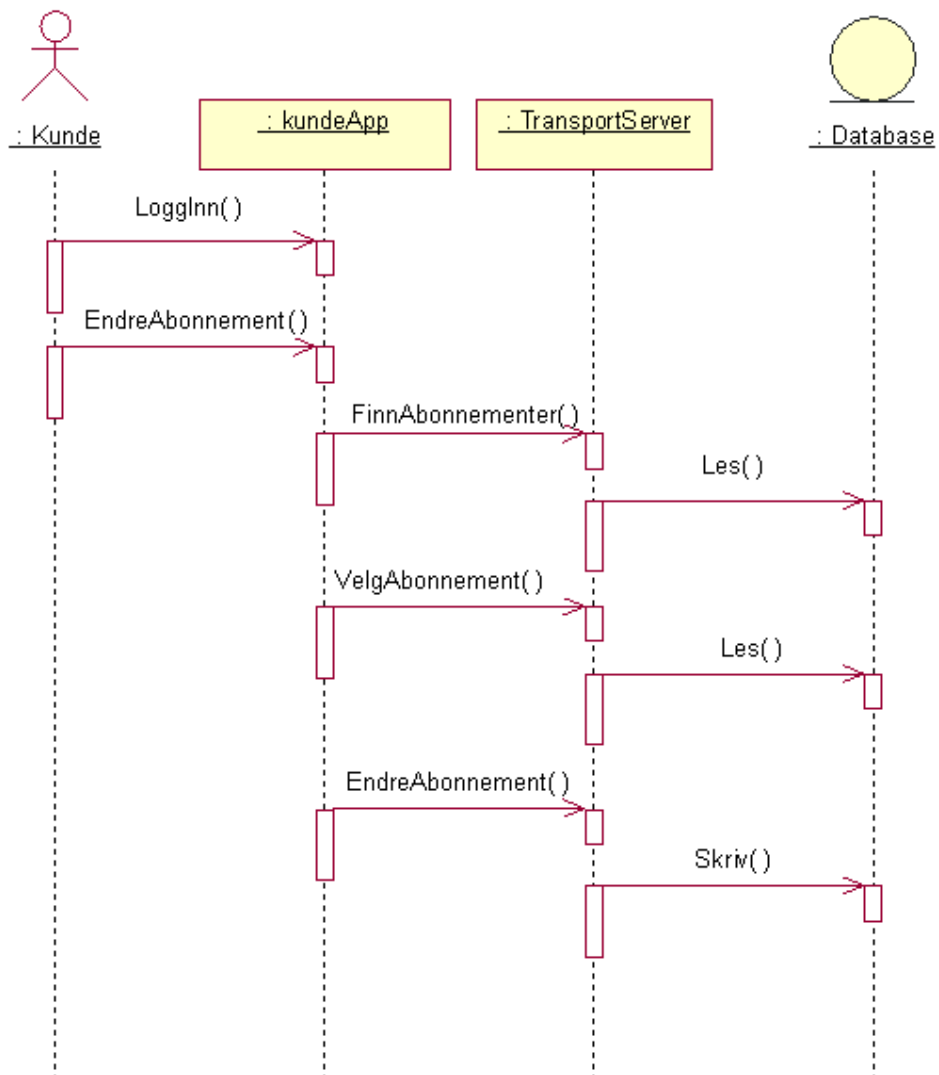 : Kunde
: kundeApp
: TransportServer
: Database
LoggInn( )
EndreAbonnement( )
FinnAbonnementer( )
Les( )
VelgAbonnement( )
Les( )
EndreAbonnement( )
Skriv( )